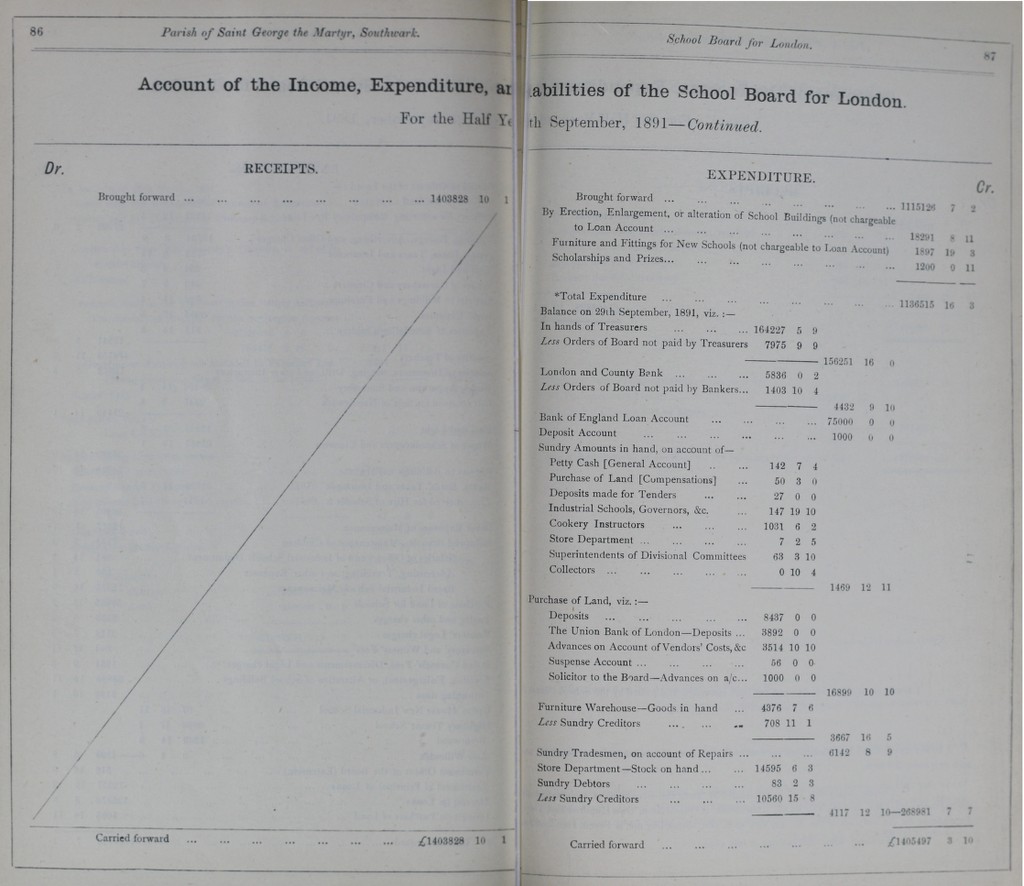 86
Parish of Saint George the Martyr, Southwark.
Account of the Income, Expenditure, an
For the Half Ye
Dr.
RECEIPTS.
Brought forward ... ... ... ... ... ... ... ... 1403828 10 1
Carried forward ... ... ... ... ... ... ... £1403828 10 1
School Board for London.
87
abilities of the School Board for London.
th September, 1891—Continued.
EXPENDITURE.
Cr.
Brought forward ... ... ... ... ... ... ... ... 1115126 7 2
By Erection, Enlargement, or alteration of School Buildings (not chargeable
to Loan Account ... ... ... ... ... ... ... ... 18291 8 11
Furniture and Fittings for New Schools (not chargeable to Loan Account) 1897 19 3
Scholarships and Prizes... ... ... ... ... ... ... ... 1200 0 11
*Total Expenditure ... ... ... ... ... ... ... ... 1136515 16 3
Balance on 29th September, 1891, viz. :—
In hands of Treasurers ... ... ... 164227 5 9
Less Orders of Board not paid by Treasurers 7975 9 9
156251 16 0
London and County Bank ... ... ... 5836 0 2
Less Orders of Board not paid by Bankers... 1403 10 4
4432 9 10
Bank of England Loan Account ... ... ... ... 75000 0 0
Deposit Account ... ... ... ... ... ... 1000 0 0
Sundry Amounts in hand, on account of—
Petty Cash [General Account] .. ... 142 7 4
Purchase of Land [Compensations] ... 50 3 0
Deposits made for Tenders ... ... 27 0 0
Industrial Schools, Governors, &c. ... 147 19 10
Cookery Instructors ... ... ... 1031 6 2
Store Department ... ... ... ... 7 2 5
Superintendents of Divisional Committees 63 3 10
Collectors ... ... ... ... ... 0 10 4
1469 12 11
Purchase of Land, viz. :—
Deposits ... ... ... ... ... 8437 0 0
The Union Bank of London—Deposits ... 3892 0 0
Advances on Account of Vendors' Costs, &c 3514 10 10
Suspense Account ... ... ... ... 56 0 0
Solicitor to the Board—Advances on a/c... 1000 0 0
16899 10 10
Furniture Warehouse—Goods in hand ... 4376 7 6
Less Sundry Creditors ... ... ... 708 11 1
3667 16 5
Sundry Tradesmen, on account of Repairs ... ... ... 6142 8 9
Store Department—Stock on hand ... ... 14595 6 3
Sundry Debtors ... ... ... ... 83 2 3
Less Sundry Creditors ... ... ... 10560 15 8
4117 12 10—268981 7 7
Carried forward ... ... ... ... ... ... ... £1405497 3 10